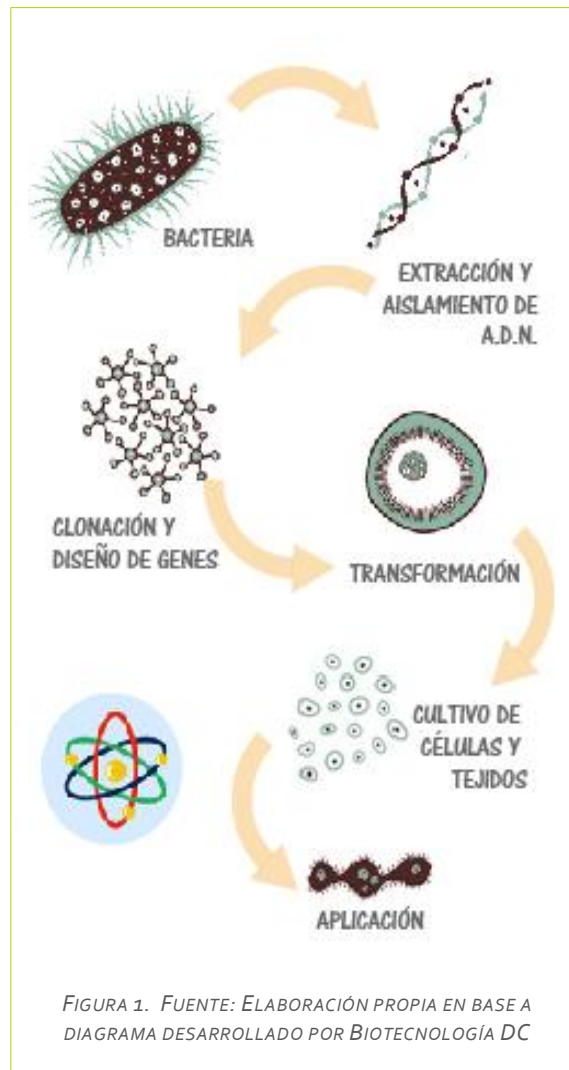 BACTERIA
EXTRACCIÓN Y
AISLAMIENTO DE
A.D.N.
CLONACIÓN Y
DISEÑO DE GENES
TRANSFORMACIÓN
CULTIVO DE
CÉLULAS Y
TEJIDOS
APLICACIÓN
FIGURA 1. FUENTE: ELABORACIÓN PROPIA EN BASE A
DIAGRAMA DESARROLLADO POR BIOTECNOLOGÍA DC